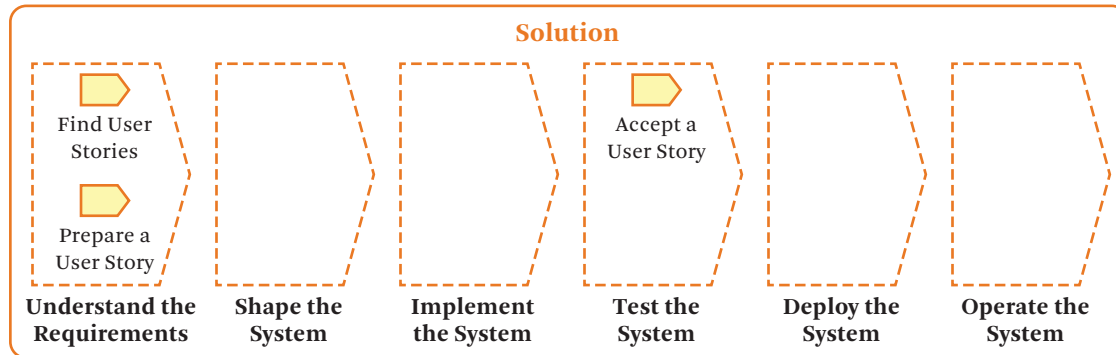 Solution
Find User
Stories
Prepare a
User Story
Accept a
User Story
Understand the
Requirements
Shape the
System
Implement
the System
Test the
System
Deploy the
System
Operate the
System